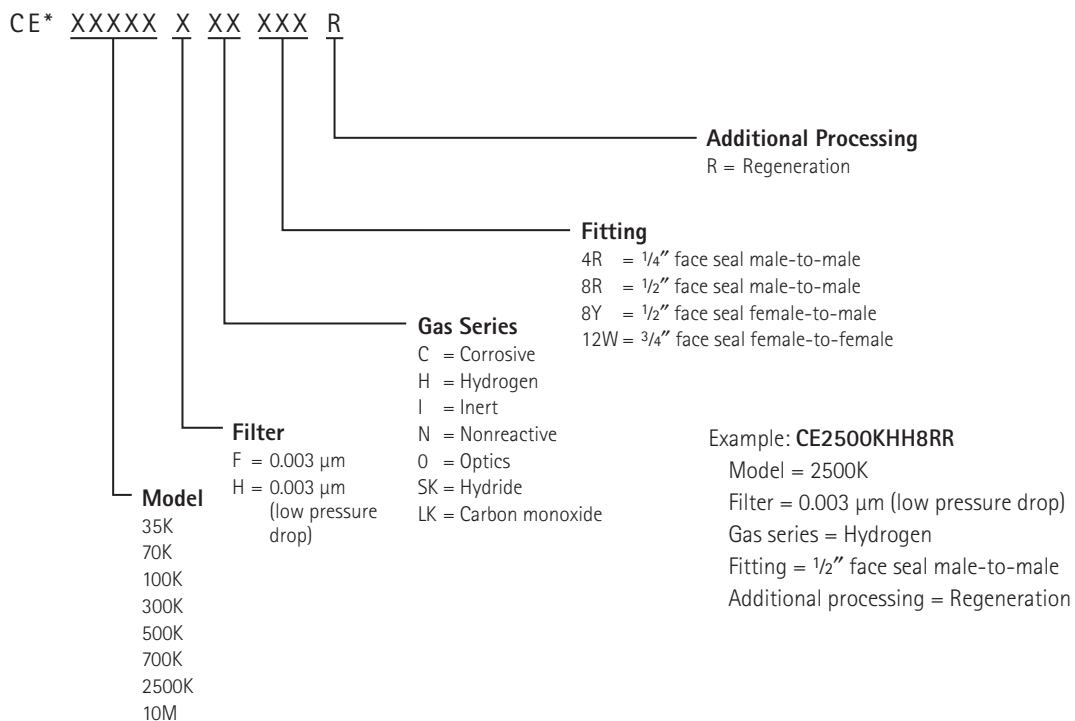 CE* XXXXX X XX XXX R
Additional Processing
R = Regeneration
Fitting
4R = 1/4″ face seal male-to-male
8R = 1/2″ face seal male-to-male
8Y = 1/2″ face seal female-to-male
12W = 3/4″ face seal female-to-female
Gas Series
C = Corrosive
H = Hydrogen
I = Inert
N = Nonreactive
0 = Optics
SK = Hydride
LK = Carbon monoxide
Filter
F = 0.003 µm
H = 0.003 µm
(low pressure
drop)
Model
35K
70K
100K
300K
500K
700K
2500K
10M
Example: CE2500KHH8RR
Model = 2500K
Filter = 0.003 µm (low pressure drop)
Gas series = Hydrogen
Fitting = 1/2″ face seal male-to-male
Additional processing = Regeneration